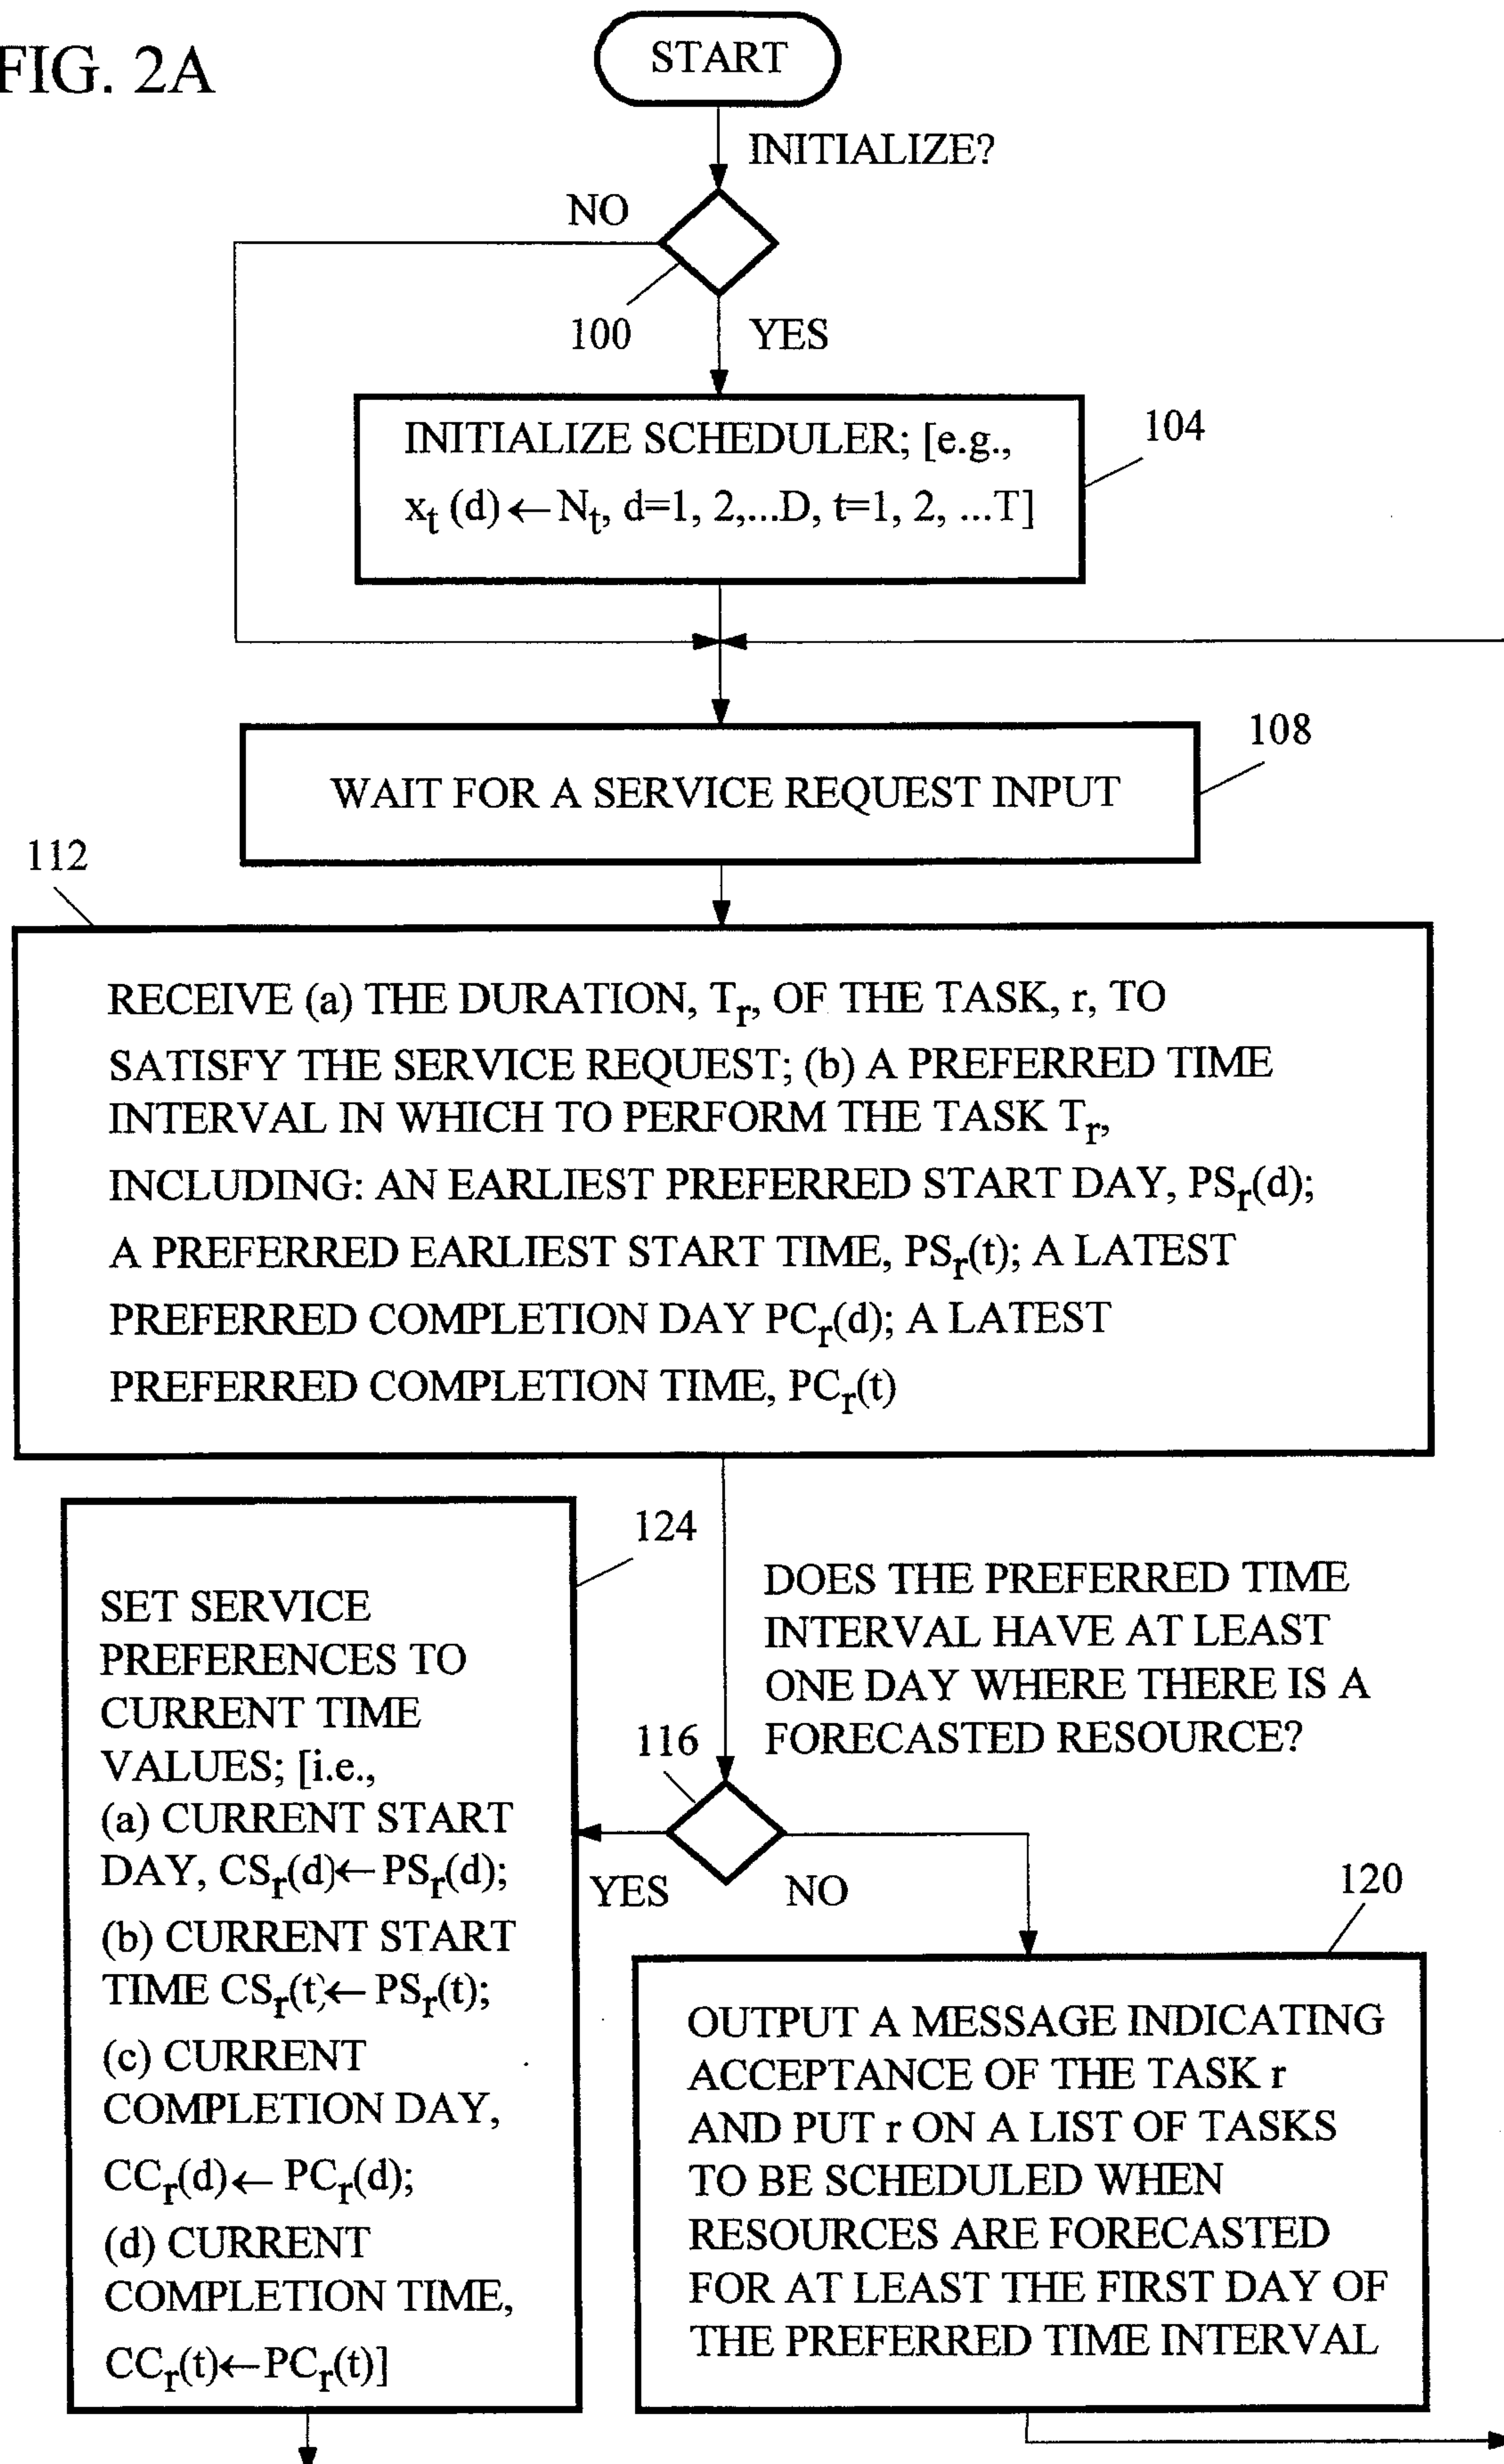 FIG. 2A
START
INITIALIZE?
NO
100
YES
INITIALIZE SCHEDULER; [e.g.,
xt (d) ← Nt, d=1, 2,...D, t=1, 2, ...T]
104
WAIT FOR A SERVICE REQUEST INPUT
108
112
RECEIVE (a) THE DURATION, Tr, OF THE TASK, r, TO
SATISFY THE SERVICE REQUEST; (b) A PREFERRED TIME
INTERVAL IN WHICH TO PERFORM THE TASK Tr,
INCLUDING: AN EARLIEST PREFERRED START DAY, PSr(d);
A PREFERRED EARLIEST START TIME, PSr(t); A LATEST
PREFERRED COMPLETION DAY PCr(d); A LATEST
PREFERRED COMPLETION TIME, PCr(t)
124
SET SERVICE
PREFERENCES TO
CURRENT TIME
VALUES; [i.e.,
(a) CURRENT START
DAY, CSr(d)← PSr(d);
(b) CURRENT START
TIME CSr(t)← PSr(t);
(c) CURRENT
COMPLETION DAY,
CCr(d)← PCr(d);
(d) CURRENT
COMPLETION TIME,
CCr(t)←PCr(t)]
DOES THE PREFERRED TIME
INTERVAL HAVE AT LEAST
ONE DAY WHERE THERE IS A
FORECASTED RESOURCE?
116
YES
NO
120
OUTPUT A MESSAGE INDICATING
ACCEPTANCE OF THE TASK r
AND PUT r ON A LIST OF TASKS
TO BE SCHEDULED WHEN
RESOURCES ARE FORECASTED
FOR AT LEAST THE FIRST DAY OF
THE PREFERRED TIME INTERVAL